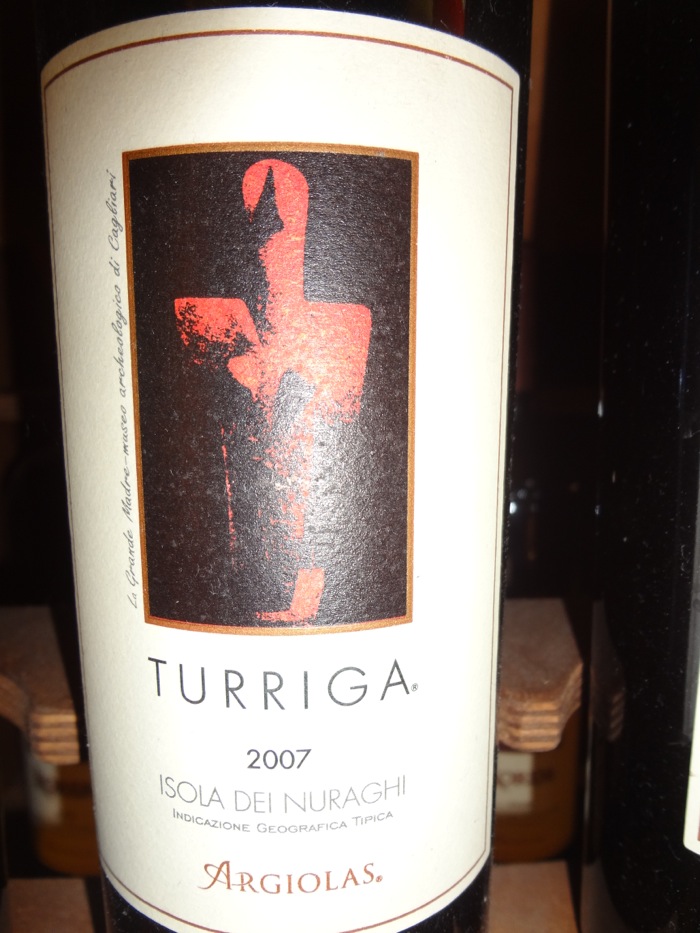 La Grande Madre-museo archeologico di Cagliari
TURRIGA®
2007
ISOLA DEI NURAGHI
INDICAZIONE GEOGRAFICA TIPICA
ARGIOLAS®